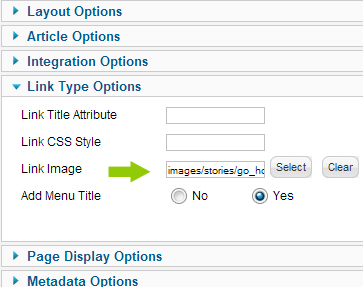 Layout Options
Article Options
Integration Options
Link Type Options
Link Title Attribute
Link CSS Style
Link Image images/stories/go_ho Select Clear
Add Menu Title No Yes
Page Display Options
Metadata Options